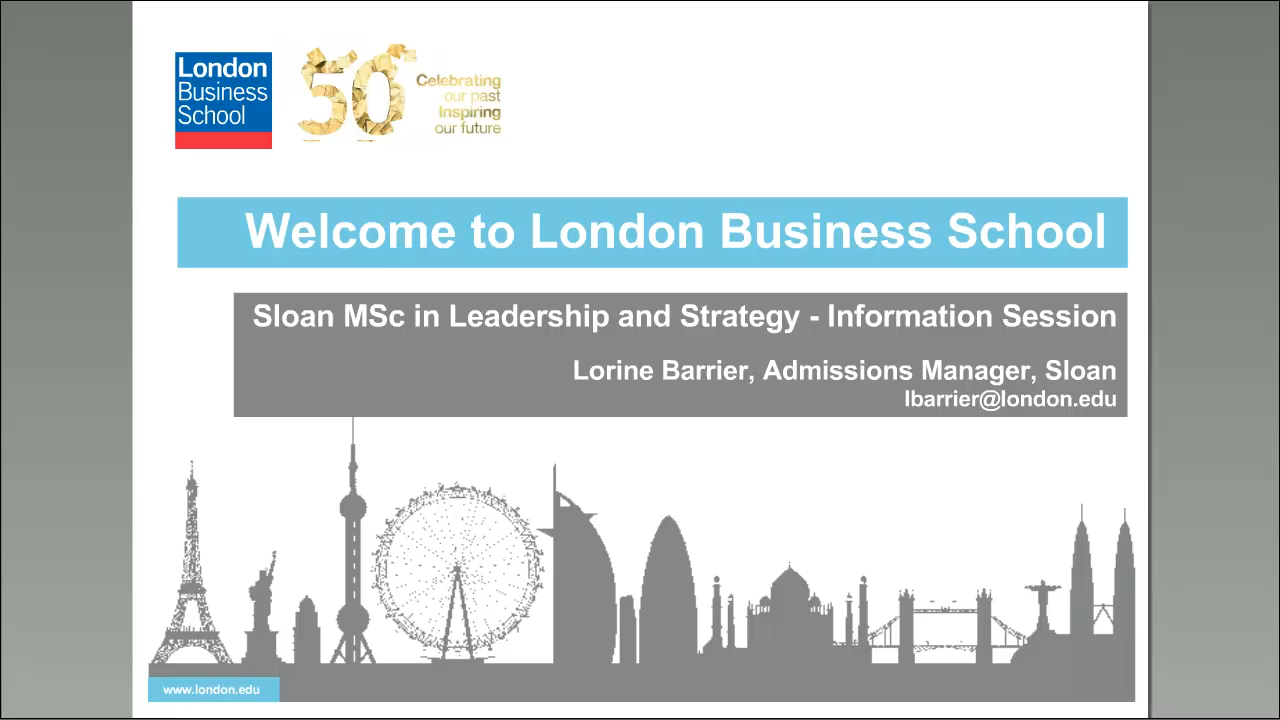 London
Business
School
50
Celebrating
our past
Inspiring
our future
Welcome to London Business School
Sloan MSc in Leadership and Strategy - Information Session
Lorine Barrier, Admissions Manager, Sloan
lbarrier@london.edu
www.london.edu